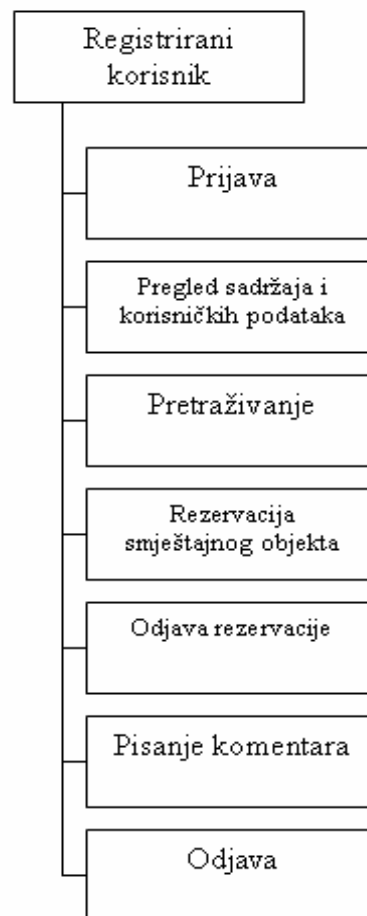 Registrirani
korisnik
Prijava
Pregled sadržaja i
korisničkih podataka
Pretraživanje
Rezervacija
smještajnog objekta
Odjava rezervacije
Pisanje komentara
Odjava